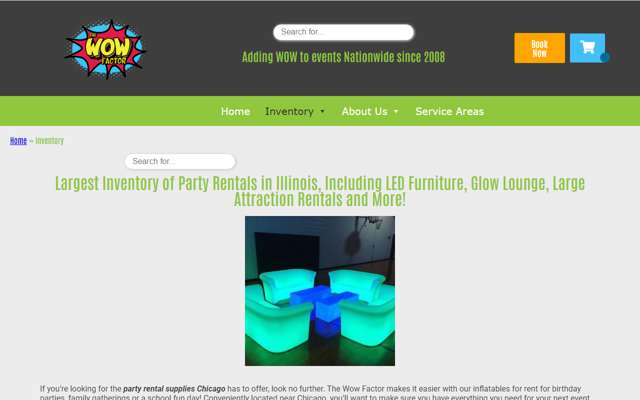 The
WOW
FACTOR
Search for...
Adding WOW to events Nationwide since 2008
Book
Now
Home
Inventory
About Us
Service Areas
Home » Inventory
Search for...
Largest Inventory of Party Rentals in Illinois, Including LED Furniture, Glow Lounge, Large
Attraction Rentals and More!
If you're looking for the party rental supplies Chicago has to offer, look no further. The Wow Factor makes it easier with our inflatables for rent for birthday
parties, family gatherings or a school fun day! Conveniently located near Chicago, you'll want to make sure you have everything you need for your next event